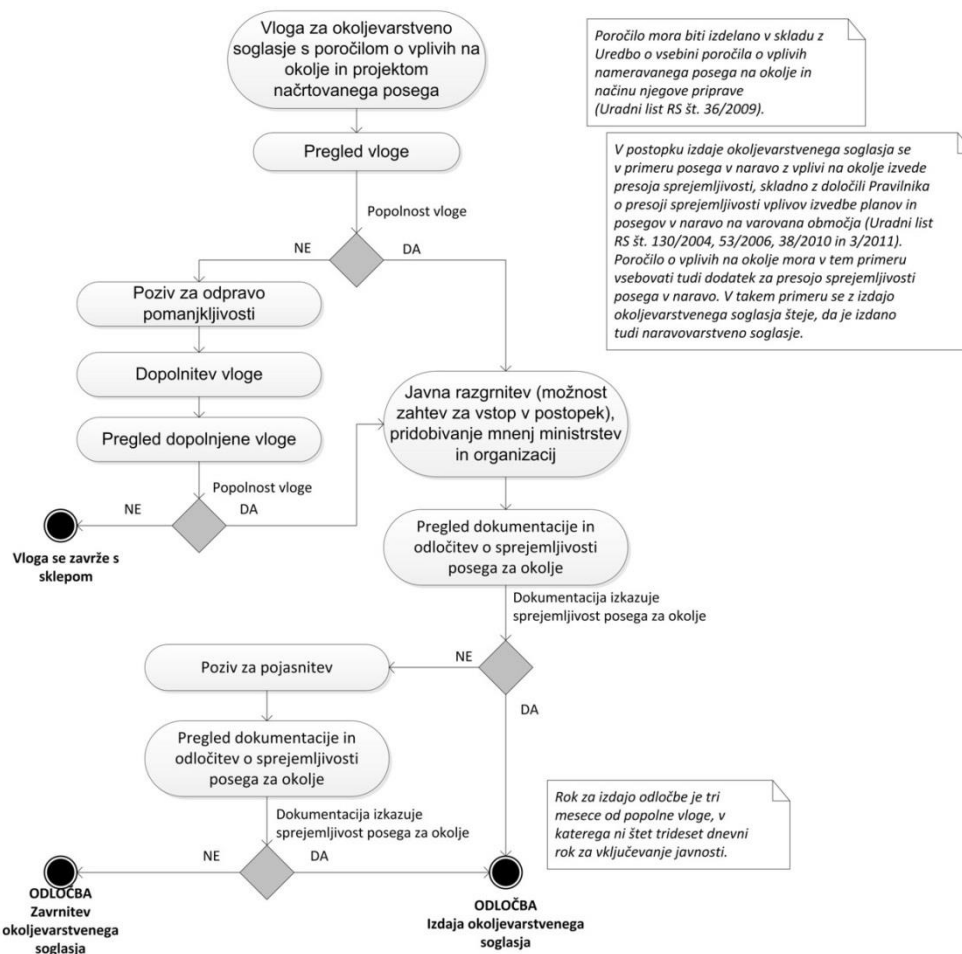 Vloga za okoljevarstveno
soglasje s poročilom o vplivih na
okolje in projektom
načrtovanega posega
Poročilo mora biti izdelano v skladu z
Uredbo o vsebini poročila o vplivih
nameravanega posega na okolje in
načinu njegove priprave
(Uradni list RS št. 36/2009).
Pregled vloge
V postopku izdaje okoljevarstvenega soglasja se
v primeru posega v naravo z vplivi na okolje izvede
presoja sprejemljivosti, skladno z določili Pravilnika
o presoji sprejemljivosti vplivov izvedbe planov in
posegov v naravo na varovana območja (Uradni list
RS št. 130/2004, 53/2006, 38/2010 in 3/2011).
Poročilo o vplivih na okolje mora v tem primeru
vsebovati tudi dodatek za presojo sprejemljivosti
posega v naravo. V takem primeru se z izdajo
okoljevarstvenega soglasja šteje, da je izdano
tudi naravovarstveno soglasje.
Popolnost vloge
NE
DA
Poziv za odpravo
pomanjkljivosti
Dopolnitev vloge
Pregled dopolnjene vloge
Javna razgrnitev (možnost
zahtev za vstop v postopek),
pridobivanje mnenj ministrstev
in organizacij
Popolnost vloge
NE
DA
Vloga se zavrže s
sklepom
Pregled dokumentacije in
odločitev o sprejemljivosti
posega za okolje
Dokumentacija izkazuje
sprejemljivost posega za okolje
NE
DA
Poziv za pojasnitev
Pregled dokumentacije in
odločitev o sprejemljivosti
posega za okolje
Dokumentacija izkazuje
sprejemljivost posega za okolje
NE
DA
Rok za izdajo odločbe je tri
mesece od popolne vloge, v
katerega ni štet trideset dnevni
rok za vključevanje javnosti.
ODLOČBA
Zavrnitev
okoljevarstvenega
soglasja
ODLOČBA
Izdaja okoljevarstvenega
soglasja